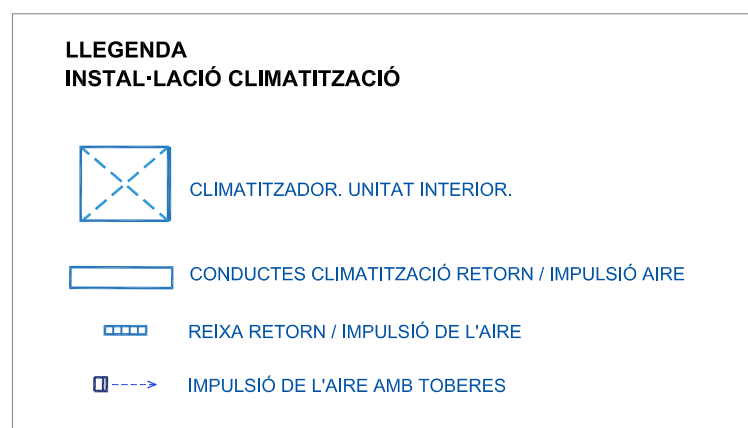 LLEGENDA
INSTAL·LACIÓ CLIMATITZACIÓ
CLIMATITZADOR. UNITAT INTERIOR.
CONDUCTES CLIMATITZACIÓ RETORN / IMPULSIÓ AIRE
REIXA RETORN / IMPULSIÓ DE L'AIRE
IMPULSIÓ DE L'AIRE AMB TOBERES